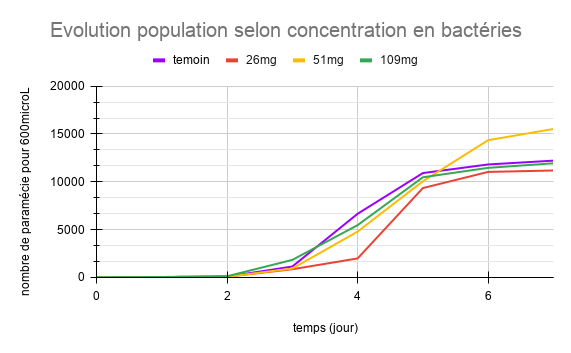 Evolution population selon concentration en bactéries
temoin 26mg 51mg 109mg
nombre de paramécie pour 600microL
20000
15000
10000
5000
0
0 2 4 6
temps (jour)